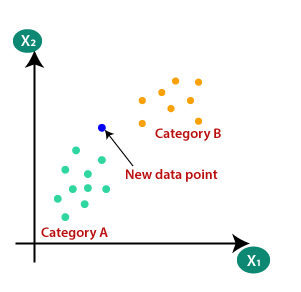 X₂
Category B
New data point
Category A
X₁